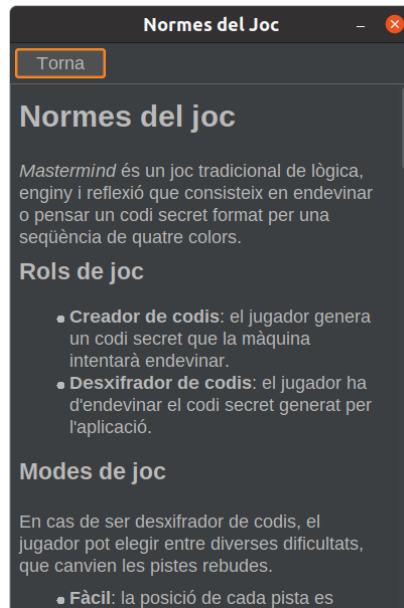 Normes del Joc
Torna
Normes del joc
Mastermind és un joc tradicional de lògica,
enginy i reflexió que consisteix en endevinar
o pensar un codi secret format per una
seqüència de quatre colors.
Rols de joc
Creador de codis: el jugador genera
un codi secret que la màquina
intentarà endevinar.
Desxifrador de codis: el jugador ha
d'endevinar el codi secret generat per
l'aplicació.
Modes de joc
En cas de ser desxifrador de codis, el
jugador pot elegir entre diverses dificultats,
que canvien les pistes rebudes.
Fàcil: la posició de cada pista es